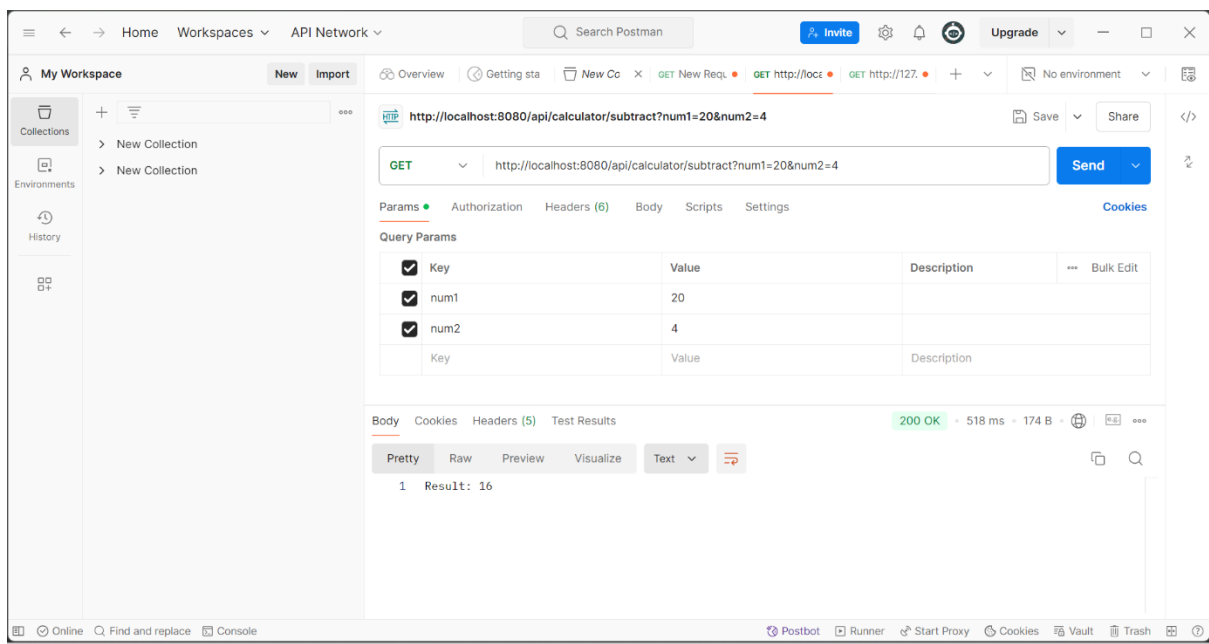 Home Workspaces API Network Search Postman Invite Upgrade
My Workspace New Import Overview Getting sta New Co GET New Requ GET http://loca GET http://127. No environment
Collections
Environments
History
New Collection
New Collection
HTTP http://localhost:8080/api/calculator/subtract?num1=20&num2=4 Save Share
GET http://localhost:8080/api/calculator/subtract?num1=20&num2=4 Send
Params Authorization Headers (6) Body Scripts Settings Cookies
Query Params
Key Value Description Bulk Edit
num1 20
num2 4
Key Value Description
Body Cookies Headers (5) Test Results 200 OK 518 ms 174 B
Pretty Raw Preview Visualize Text
1 Result: 16
Online Find and replace Console Postbot Runner Start Proxy Cookies Vault Trash